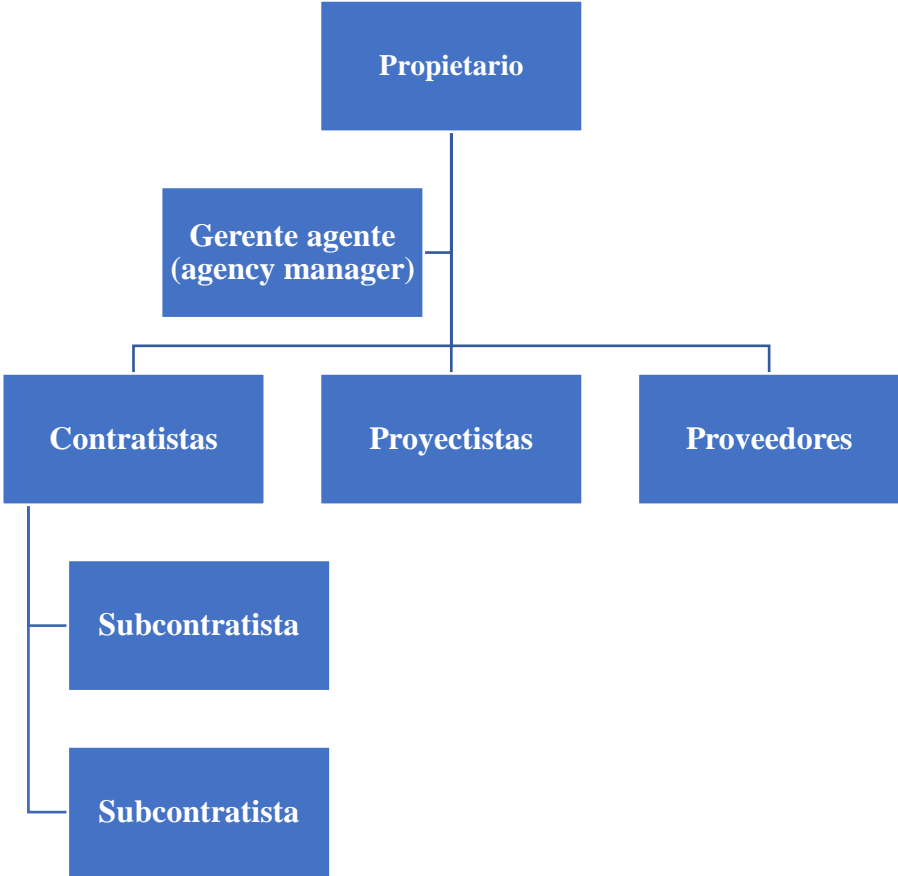 Propietario
Gerente agente
(agency manager)
Contratistas
Proyectistas
Proveedores
Subcontratista
Subcontratista